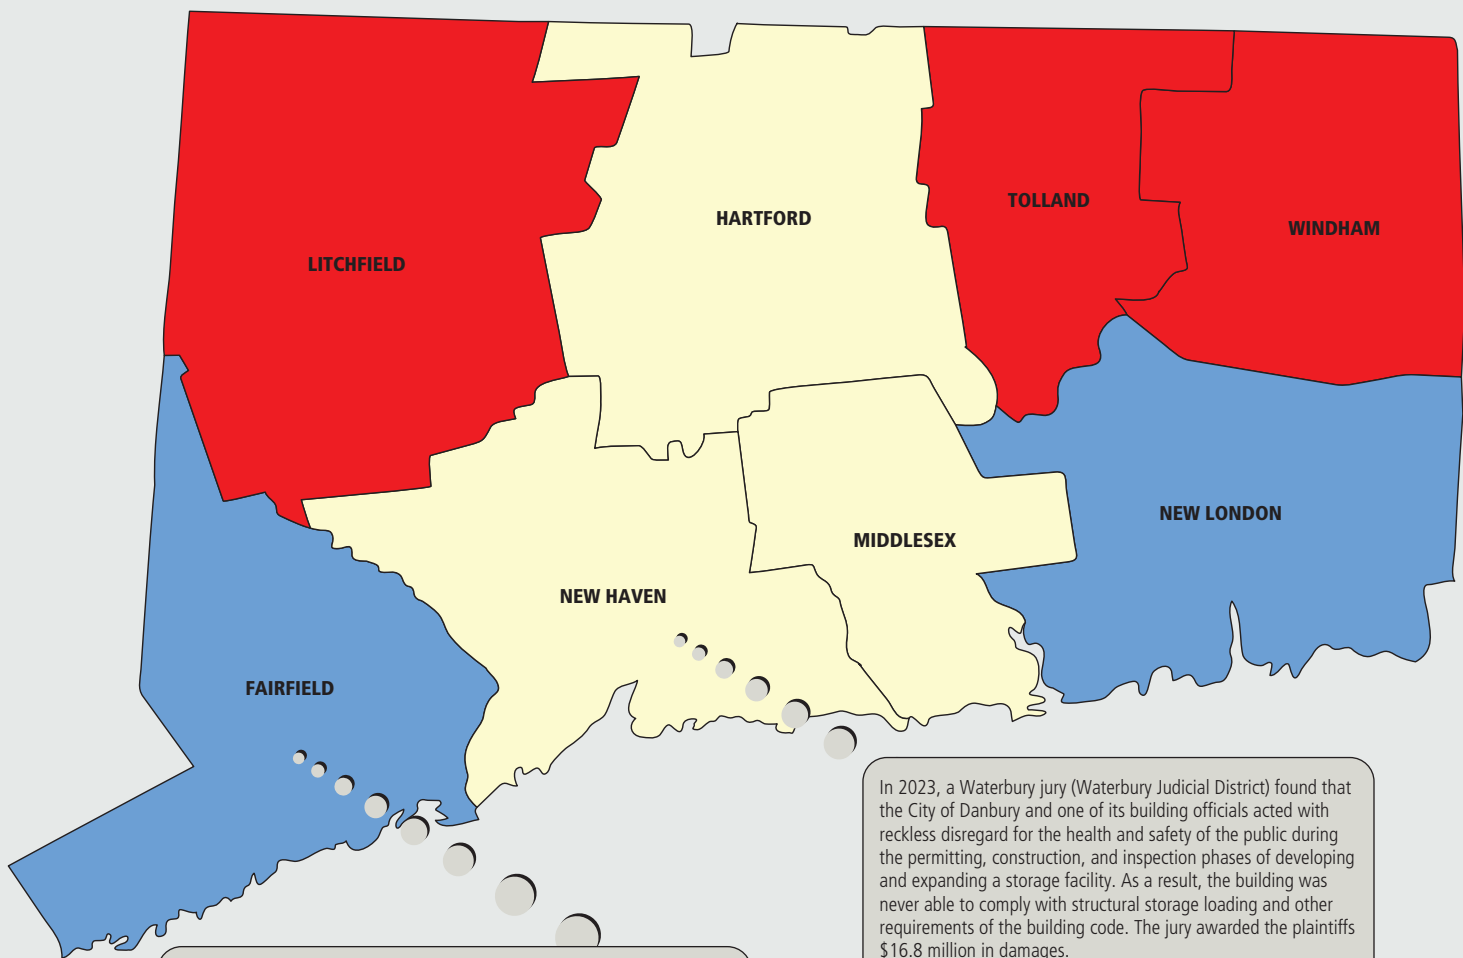 HARTFORD
TOLLAND
WINDHAM
LITCHFIELD
NEW LONDON
MIDDLESEX
NEW HAVEN
FAIRFIELD
In 2023, a Waterbury jury (Waterbury Judicial District) found that
the City of Danbury and one of its building officials acted with
reckless disregard for the health and safety of the public during
the permitting, construction, and inspection phases of developing
and expanding a storage facility. As a result, the building was
never able to comply with structural storage loading and other
requirements of the building code. The jury awarded the plaintiffs
$16.8 million in damages.